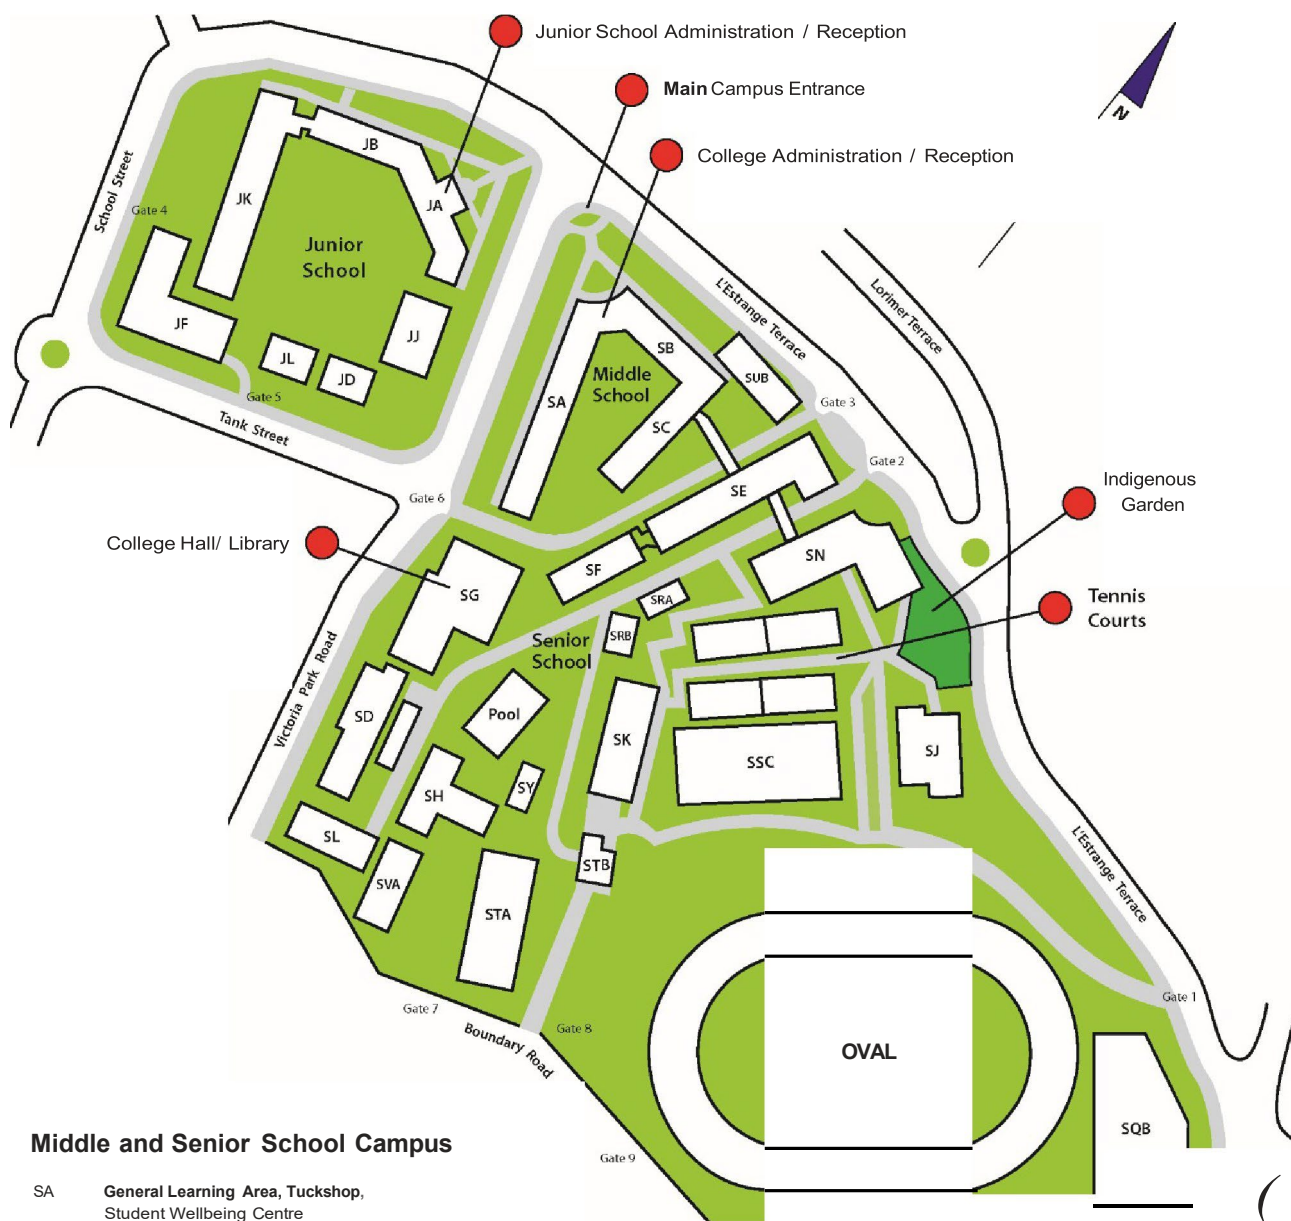 Junior School Administration / Reception
Main Campus Entrance
College Administration / Reception
N
School Street
Gate 4
JK
JB
JA
Junior
School
JF
JL
JD
JJ
Gate 5
Tank Street
L'Estrange Terrace
Lorimer Terrace
SB
Middle
School
SUB
SA
SC
Gate 3
Gate 2
Gate 6
SE
Indigenous
Garden
College Hall/ Library
SN
SF
SG
SRA
SRB
Senior
School
Tennis
Courts
Victoria Park Road
SD
Pool
SK
SSC
SJ
SY
SH
SL
SVA
STB
STA
L'Estrange Terrace
Gate 1
Gate 7
Boundary Road
Gate 8
OVAL
SQB
Gate 9
Middle and Senior School Campus
SA General Learning Area, Tuckshop,
Student Wellbeing Centre